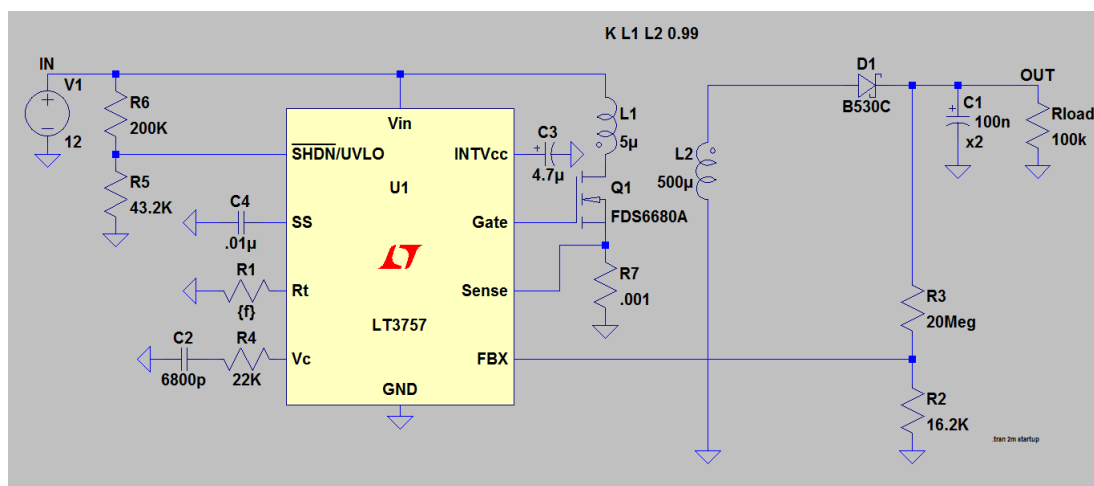 K L1 L2 0.99
IN
V1
12
R6
200K
R5
43.2K
C4
.01µ
R1
{f}
C2
6800p
R4
22K
Vin
SHDN/UVLO
INTVcc
U1
SS
Gate
Rt
Sense
LT3757
Vc
FBX
GND
C3
4.7µ
L1
5µ
Q1
FDS6680A
R7
.001
L2
500µ
D1
B530C
OUT
C1
100n
x2
Rload
100k
R3
20Meg
R2
16.2K
.tran 2m startup